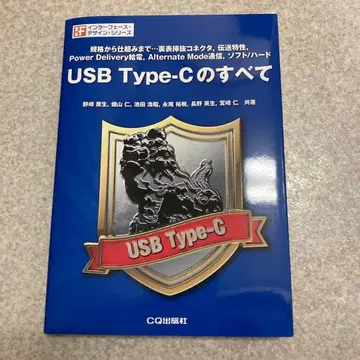 インターフェース・
デザイン・シリーズ
規格から仕組みまで…裏表挿抜コネクタ, 伝送特性,
Power Delivery給電, Alternate Mode通信, ソフト/ハード
USB Type-Cのすべて
野崎 原生, 畑山 仁, 池田 浩昭, 永尾 裕樹, 長野 英生, 宮崎 仁 共著
USB Type-C
CQ出版社